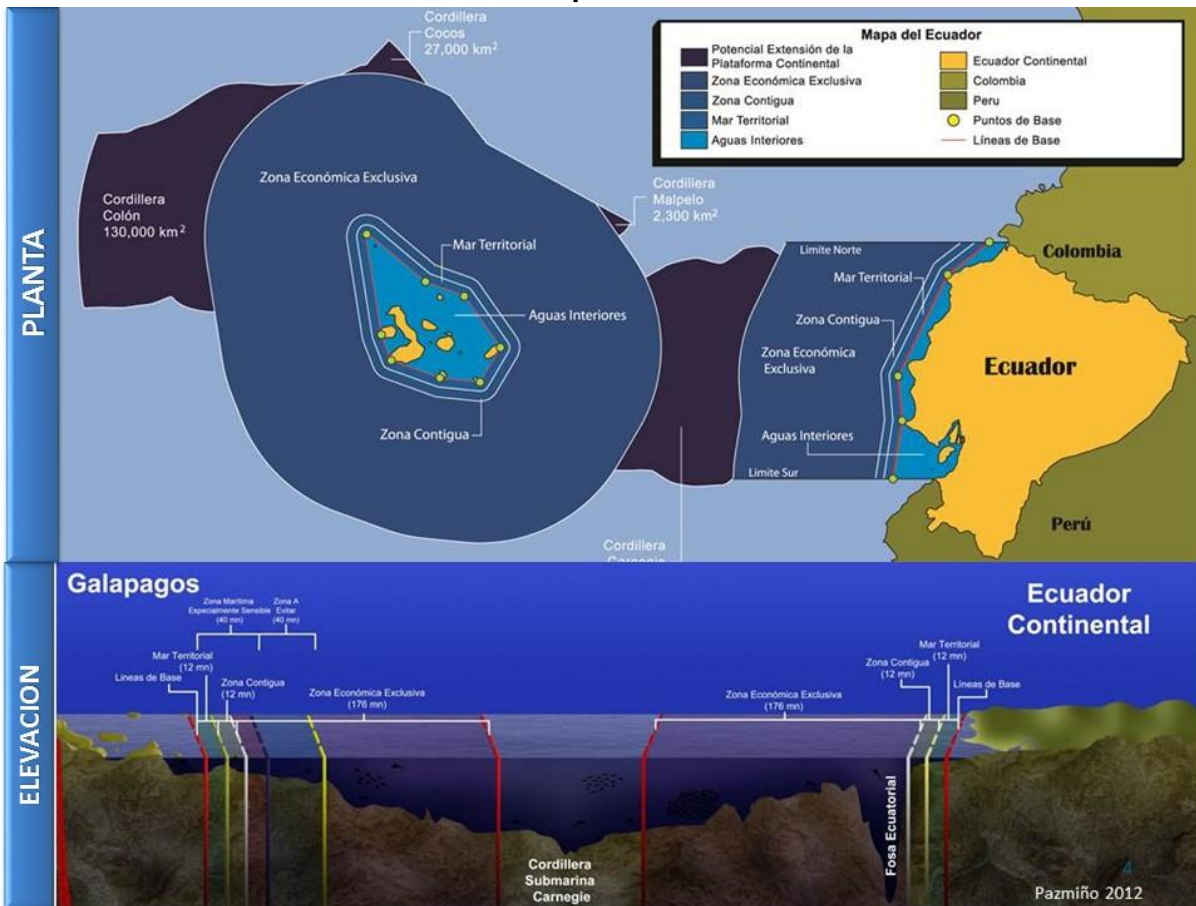 PLANTA
Cordillera
Cocos
27,000 km²
Cordillera
Colón
130,000 km²
Zona Económica Exclusiva
Mar Territorial
Aguas Interiores
Zona Contigua
Cordillera
Malpelo
2,300 km²
Cordillera
Mapa del Ecuador
Potencial Extensión de la
Plataforma Continental
Zona Económica Exclusiva
Zona Contigua
Mar Territorial
Aguas Interiores
Ecuador Continental
Colombia
Peru
Puntos de Base
Líneas de Base
Limite Norte
Mar Territorial
Zona Contigua
Zona Económica
Exclusiva
Aguas Interiores
Limite Sur
Colombia
Ecuador
Perú
ELEVACION
Galapagos
Zona Marítima
Especialmente Sensible
(40 mn)
Zona A
Evitar
(40 mn)
Mar Territorial
(12 mn)
Líneas de Base
Zona Contigua
(12 mn)
Zona Económica Exclusiva
(176 mn)
Zona Económica Exclusiva
(176 mn)
Ecuador
Continental
Mar Territorial
(12 mn)
Zona Contigua
(12 mn)
Líneas de Base
Cordillera
Submarina
Carnegie
Fosa Ecuatorial
4
Pazmiño 2012